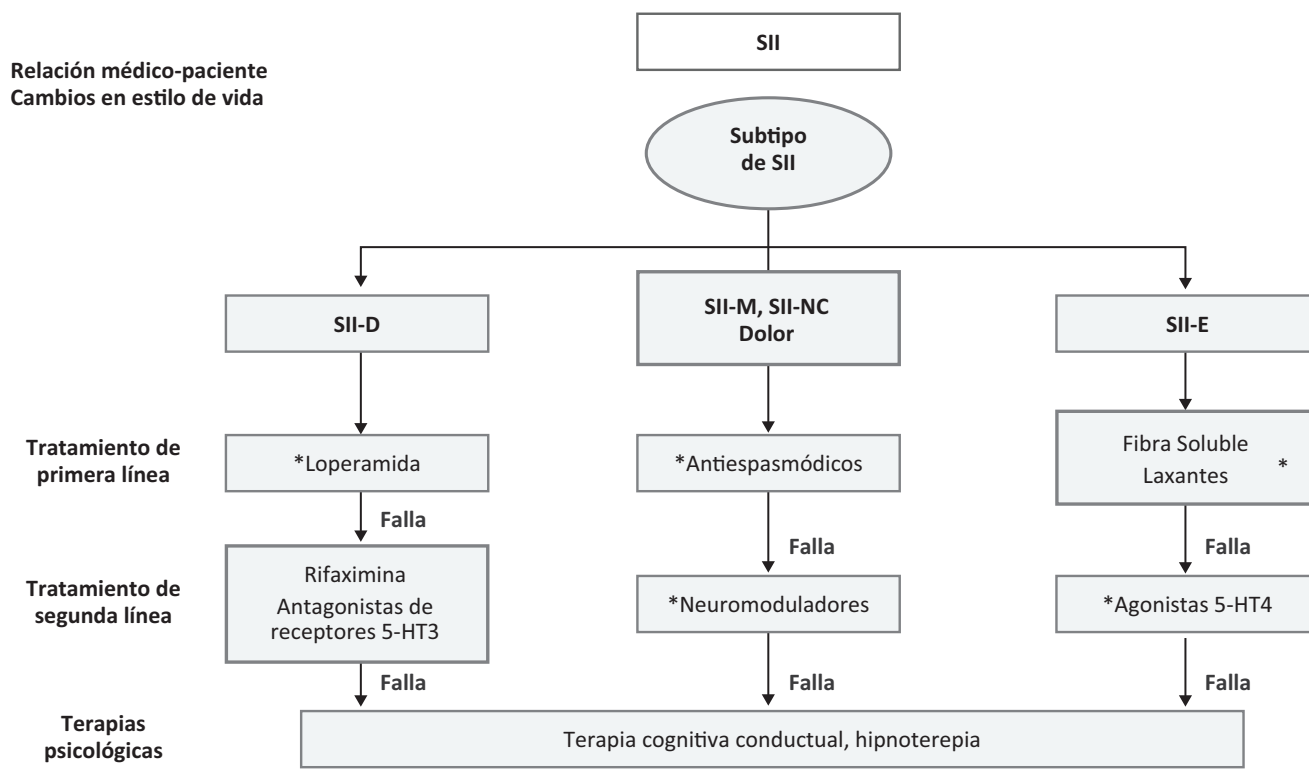 SII
Relación médico-paciente
Cambios en estilo de vida
Subtipo
de SII
SII-D
SII-M, SII-NC
Dolor
SII-E
Tratamiento de
primera línea
*Loperamida
*Antiespasmódicos
Fibra Soluble
Laxantes *
Falla
Falla
Falla
Tratamiento de
segunda línea
Rifaximina
Antagonistas de
receptores 5-HT3
*Neuromoduladores
*Agonistas 5-HT4
Falla
Falla
Falla
Terapias
psicológicas
Terapia cognitiva conductual, hipnoterepia